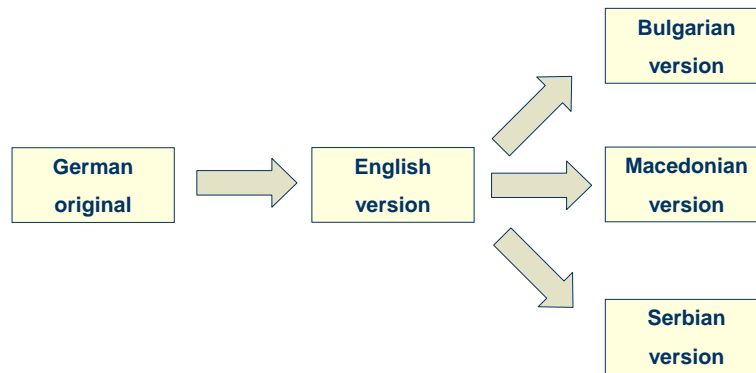 Bulgarian
version
German
original
English
version
Macedonian
version
Serbian
version